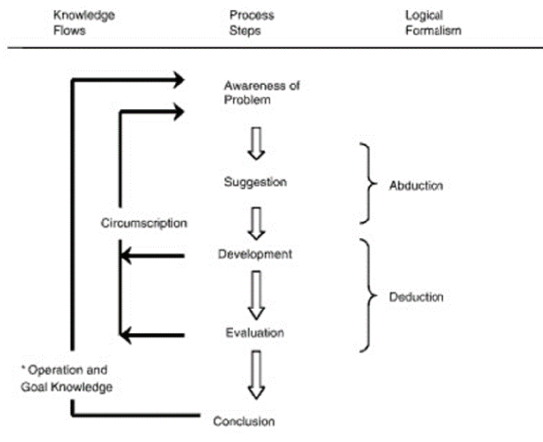 Knowledge Flows
Process Steps
Logical Formalism
Awareness of
Problem
Suggestion
Abduction
Circumscription
Development
Deduction
Evaluation
* Operation and
Goal Knowledge
Conclusion